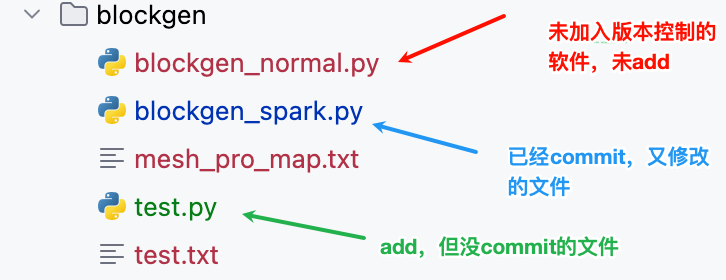 blockgen
未加入版本控制的
软件，未add
blockgen_normal.py
blockgen_spark.py
已经commit，又修改
的文件
mesh_pro_map.txt
test.py
add，但没commit的文件
test.txt